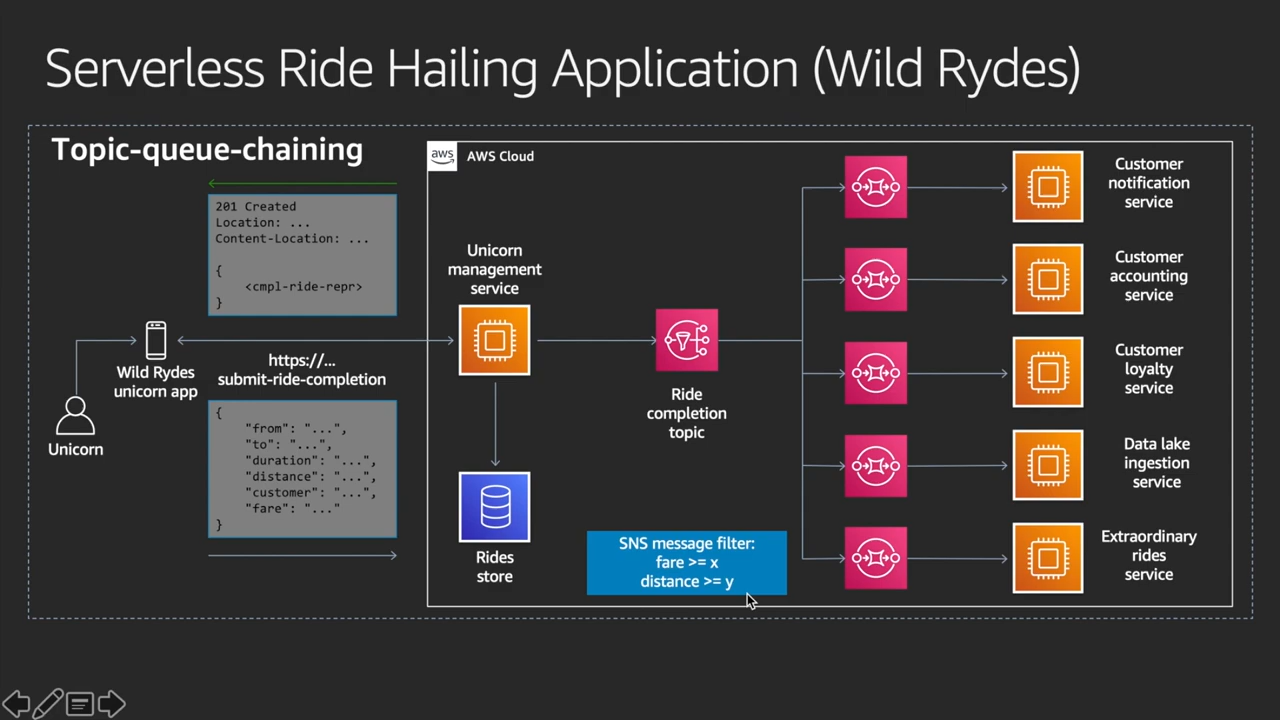 Serverless Ride Hailing Application (Wild Rydes)
Topic-queue-chaining
201 Created
Location: ...
Content-Location: ...
{
<cmpl-ride-repr>
}
Wild Rydes
unicorn app
Unicorn
https://...
submit-ride-completion
{
"from": "...",
"to": "...",
"duration": "...",
"distance": "...",
"customer": "...",
"fare": "..."
}
aws
AWS Cloud
Unicorn
management
service
Rides
store
Ride
completion
topic
SNS message filter:
fare >= x
distance >= y
Customer
notification
service
Customer
accounting
service
Customer
loyalty
service
Data lake
ingestion
service
Extraordinary
rides
service